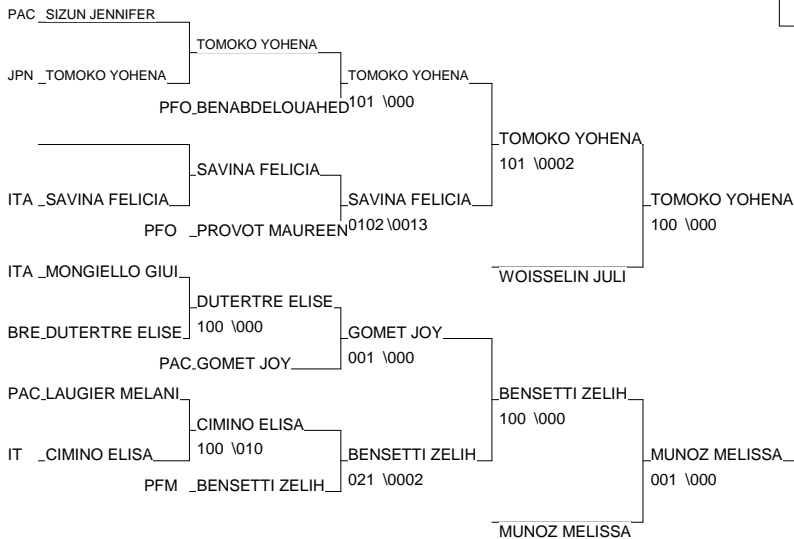 PAC SIZUN JENNIFER
TOMOKO YOHENA
JPN TOMOKO YOHENA
TOMOKO YOHENA
PFO BENABDELOUAHED
101 \000
TOMOKO YOHENA
101 \0002
SAVINA FELICIA
ITA SAVINA FELICIA
SAVINA FELICIA
TOMOKO YOHENA
PFO PROVOT MAUREEN
0102 \0013
100 \000
ITA MONGIELLO GIUI
WOISSELIN JULI
DUTERTRE ELISE
BRE DUTERTRE ELISE
100 \000
GOMET JOY
PAC GOMET JOY
001 \000
PAC LAUGIER MELANI
BENSETTI ZELIH
100 \000
CIMINO ELISA
IT CIMINO ELISA
100 \010
BENSETTI ZELIH
MUNOZ MELISSA
PFM BENSETTI ZELIH
021 \0002
001 \000
MUNOZ MELISSA